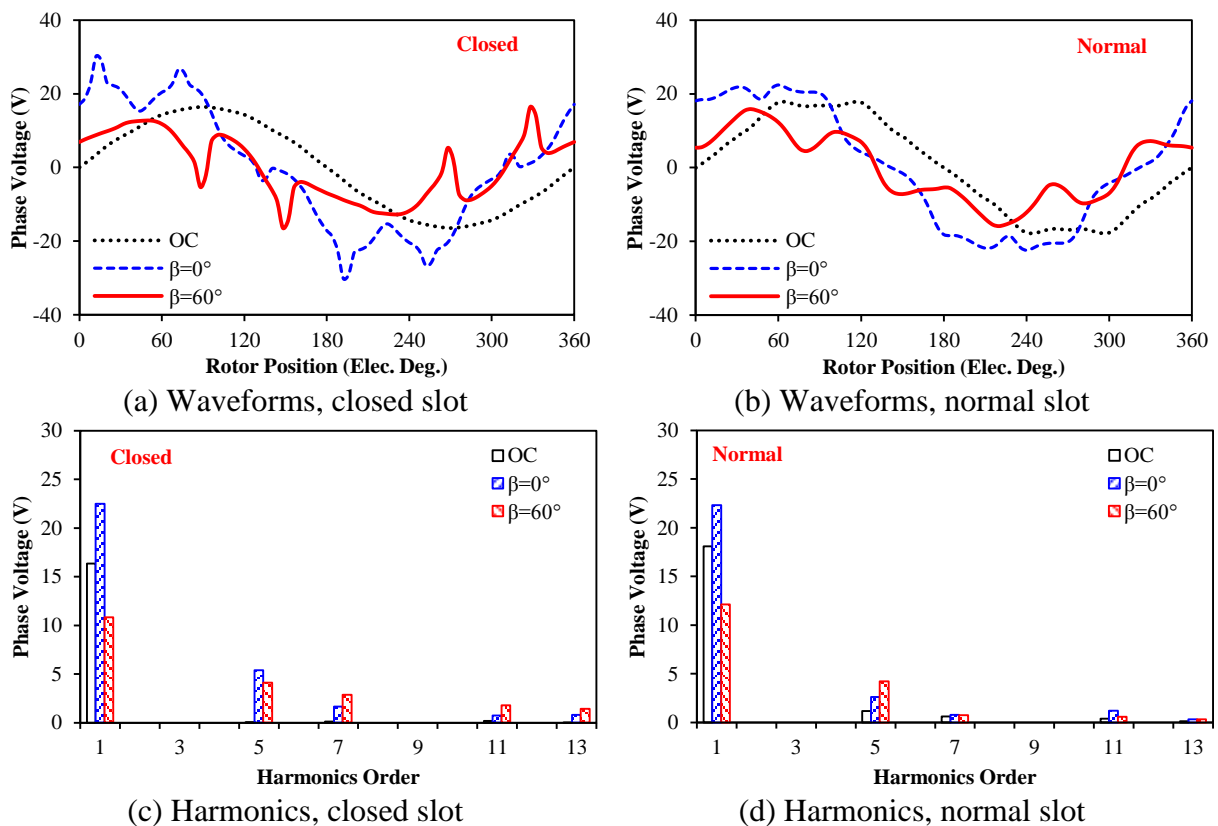 40
20
0
-20
-40
Phase Voltage (V)
Closed
OC
β=0°
β=60°
0 60 120 180 240 300 360
Rotor Position (Elec. Deg.)
(a) Waveforms, closed slot
40
20
0
-20
-40
Phase Voltage (V)
Normal
OC
β=0°
β=60°
0 60 120 180 240 300 360
Rotor Position (Elec. Deg.)
(b) Waveforms, normal slot
30
25
20
15
10
5
0
Phase Voltage (V)
Closed
OC
β=0°
β=60°
1 3 5 7 9 11 13
Harmonics Order
(c) Harmonics, closed slot
30
25
20
15
10
5
0
Phase Voltage (V)
Normal
OC
β=0°
β=60°
1 3 5 7 9 11 13
Harmonics Order
(d) Harmonics, normal slot